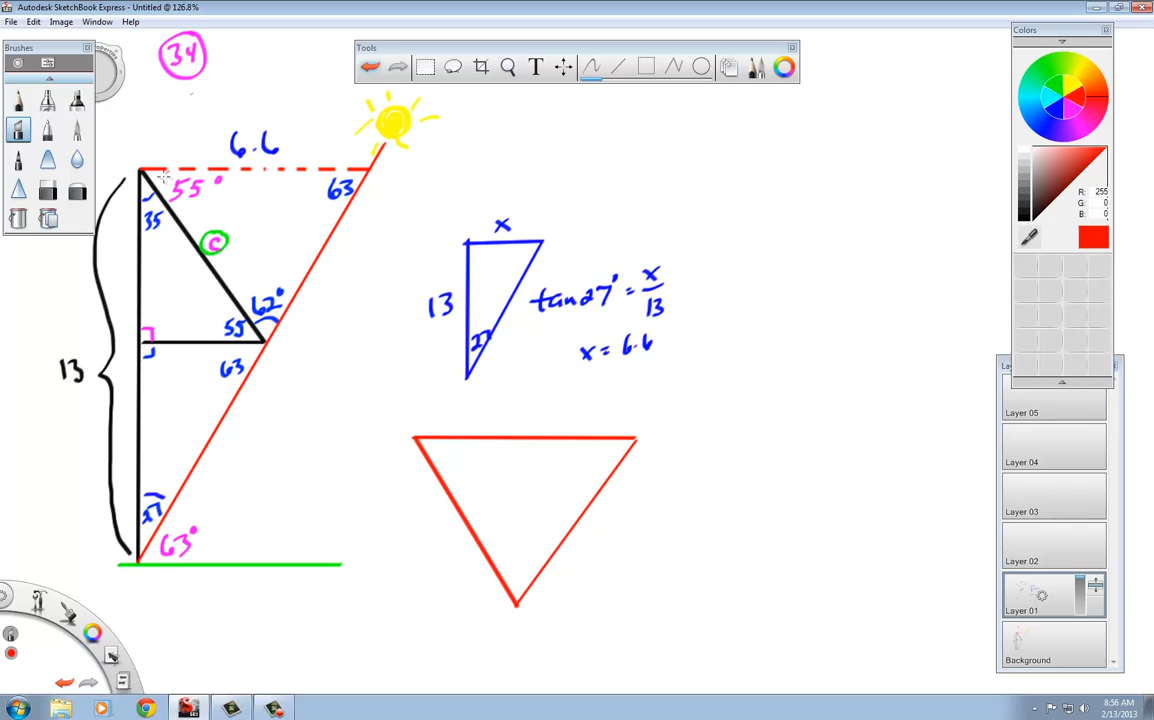 Autodesk SketchBook Express - Untitled @ 126.8%
File Edit Image Window Help
Brushes
34
Tools
T
Colors
R: 255
G: 0
B: 0
6.6
55°
63
35
c
62°
55
63
13
27
63°
x
13
27
tan 27° = x/13
x = 6.6
Layer 05
Layer 04
Layer 03
Layer 02
Layer 01
Background
8:56 AM
2/13/2013